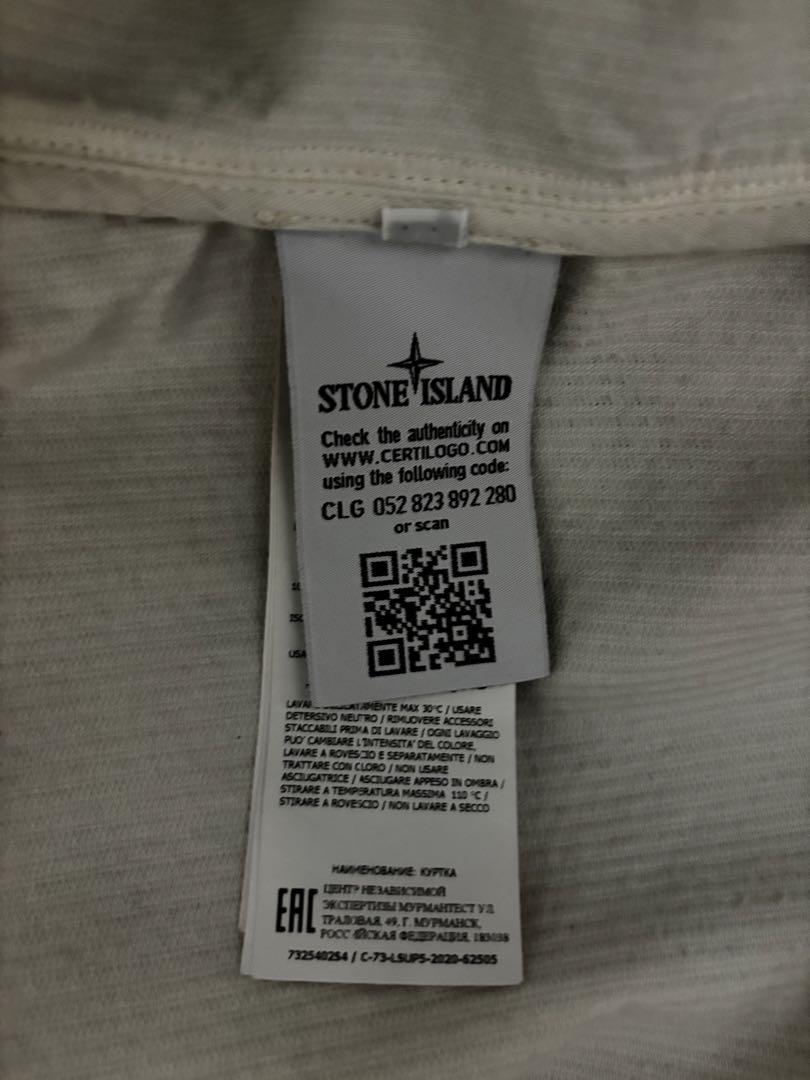 STONE ISLAND
Check the authenticity on
WWW.CERTILOGO.COM
using the following code:
CLG 052 823 892 280
or scan
USA
MAX 30°C / USARE
DETERSIVO NEUTRO / RIMUOVERE ACCESSORI
STACCABILI PRIMA DI LAVARE / OGNI LAVAGGIO
PUO' CAMBIARE L'INTENSITA' DEL COLORE,
LAVARE A ROVESCIO E SEPARATAMENTE / NON
TRATTARE CON CLORO / NON USARE
ASCIUGATRICE / ASCIUGARE APPESO IN OMBRA /
STIRARE A TEMPERATURA MASSIMA 110 °C /
STIRARE A ROVESCIO / NON LAVARE A SECCO
НАИМЕНОВАНИЕ: КУРТКА
EAC
ЦЕНТР НЕЗАВИСИМОЙ
ЭКСПЕРТИЗЫ МУРМАНТЕСТ УЛ.
ТРАЛОВАЯ, 49, Г. МУРМАНСК,
РОССИЙСКАЯ ФЕДЕРАЦИЯ, 183038
7325402S4 / C-73-LSUPS-2020-62505